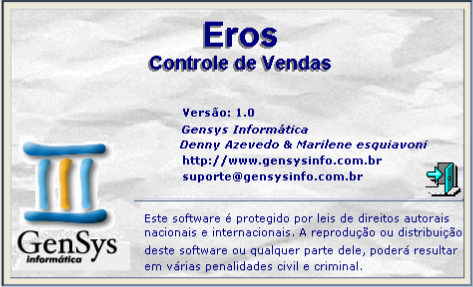 Eros
Controle de Vendas
Versão: 1.0
Gensys Informática
Denny Azevedo & Marilene esquiavoni
http://www.gensysinfo.com.br
suporte@gensysinfo.com.br
GenSys
informática
Este software é protegido por leis de direitos autorais
nacionais e internacionais. A reprodução ou distribuição
deste software ou qualquer parte dele, poderá resultar
em várias penalidades civil e criminal.